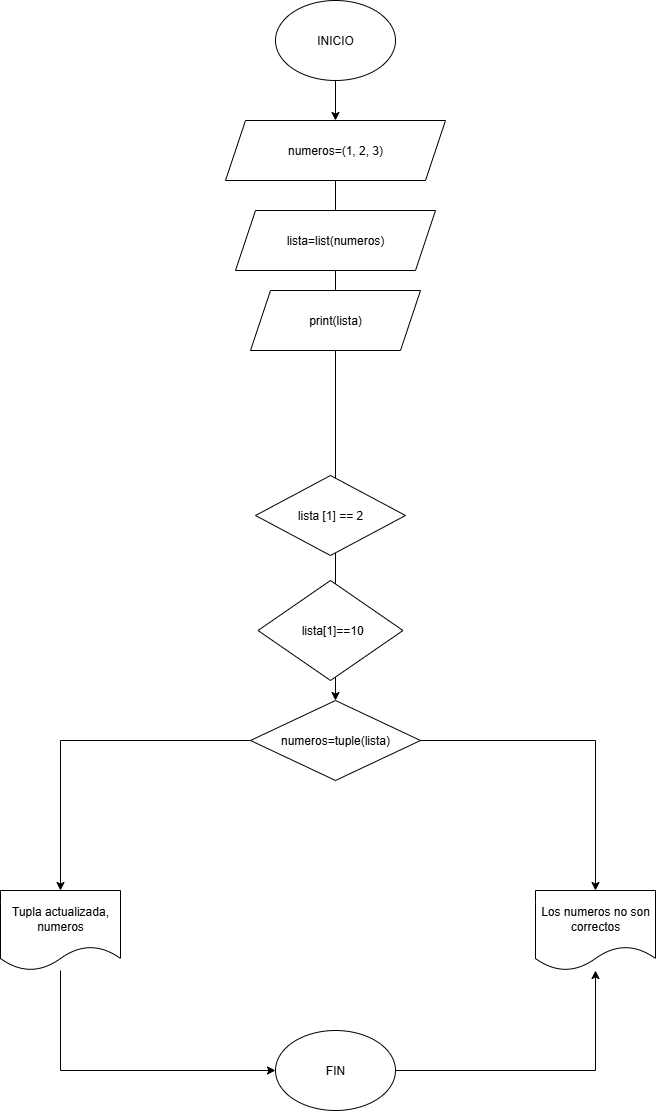 INICIO
numeros=(1, 2, 3)
lista=list(numeros)
print(lista)
lista [1] == 2
lista[1]==10
numeros=tuple(lista)
Tupla actualizada,
numeros
Los numeros no son
correctos
FIN